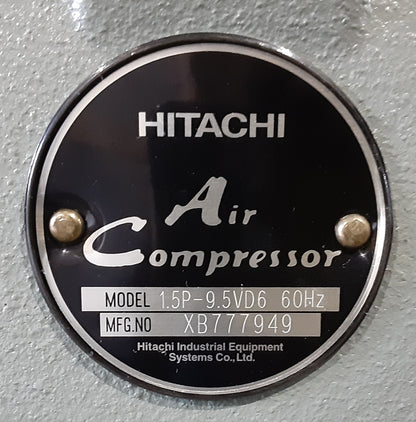 HITACHI
Air
Compressor
MODEL 1.5P-9.5VD6 60Hz
MFG.NO XB777949
Hitachi Industrial Equipment
Systems Co.,Ltd.